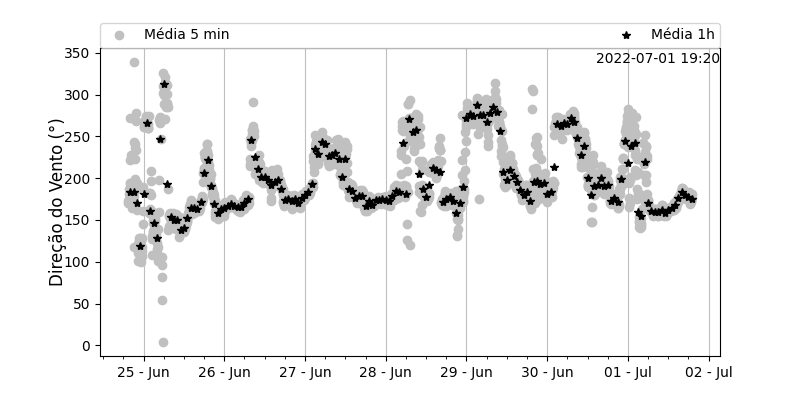 Média 5 min
Média 1h
2022-07-01 19:20
Direção do Vento (°)
350
300
250
200
150
100
50
0
25 - Jun
26 - Jun
27 - Jun
28 - Jun
29 - Jun
30 - Jun
01 - Jul
02 - Jul